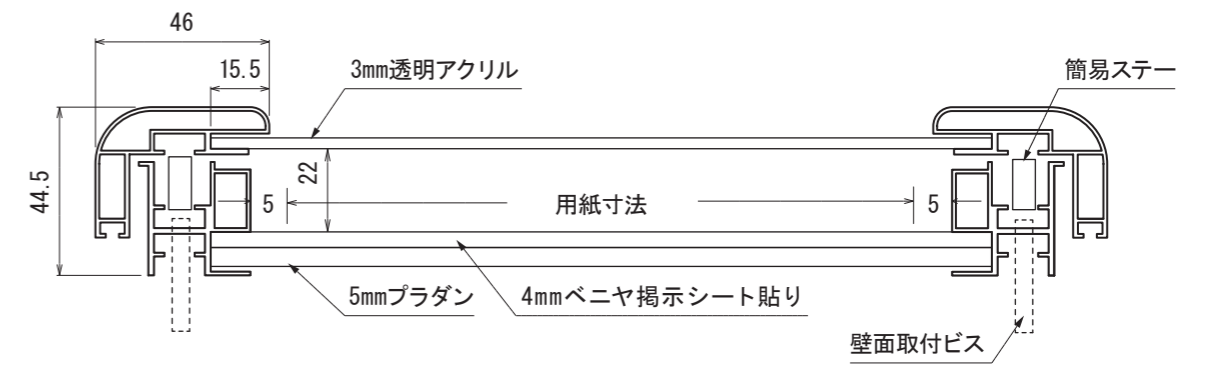 46
15.5
3mm透明アクリル
簡易ステー
44.5
22
5
用紙寸法
5
5mmプラダン
4mmベニヤ掲示シート貼り
壁面取付ビス